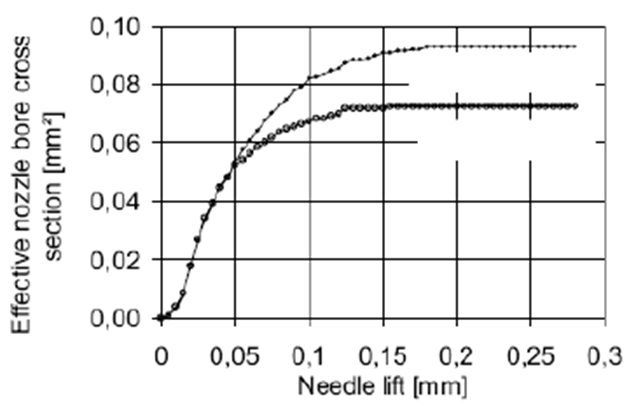 Effective nozzle bore cross
section [mm²]
0,10
0,08
0,06
0,04
0,02
0,00
0 0,05 0,1 0,15 0,2 0,25 0,3
Needle lift [mm]